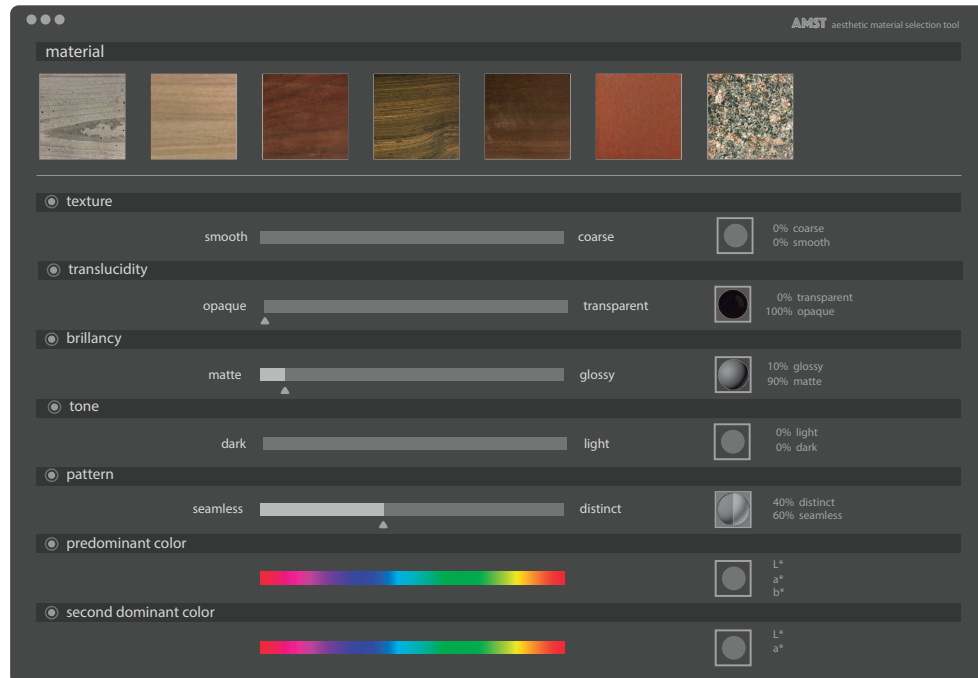 AMST aesthetic material selection tool
material
texture
smooth coarse
0% coarse
0% smooth
translucidity
opaque transparent
0% transparent
100% opaque
brillancy
matte glossy
10% glossy
90% matte
tone
dark light
0% light
0% dark
pattern
seamless distinct
40% distinct
60% seamless
predominant color
L*
a*
b*
second dominant color
L*
a*